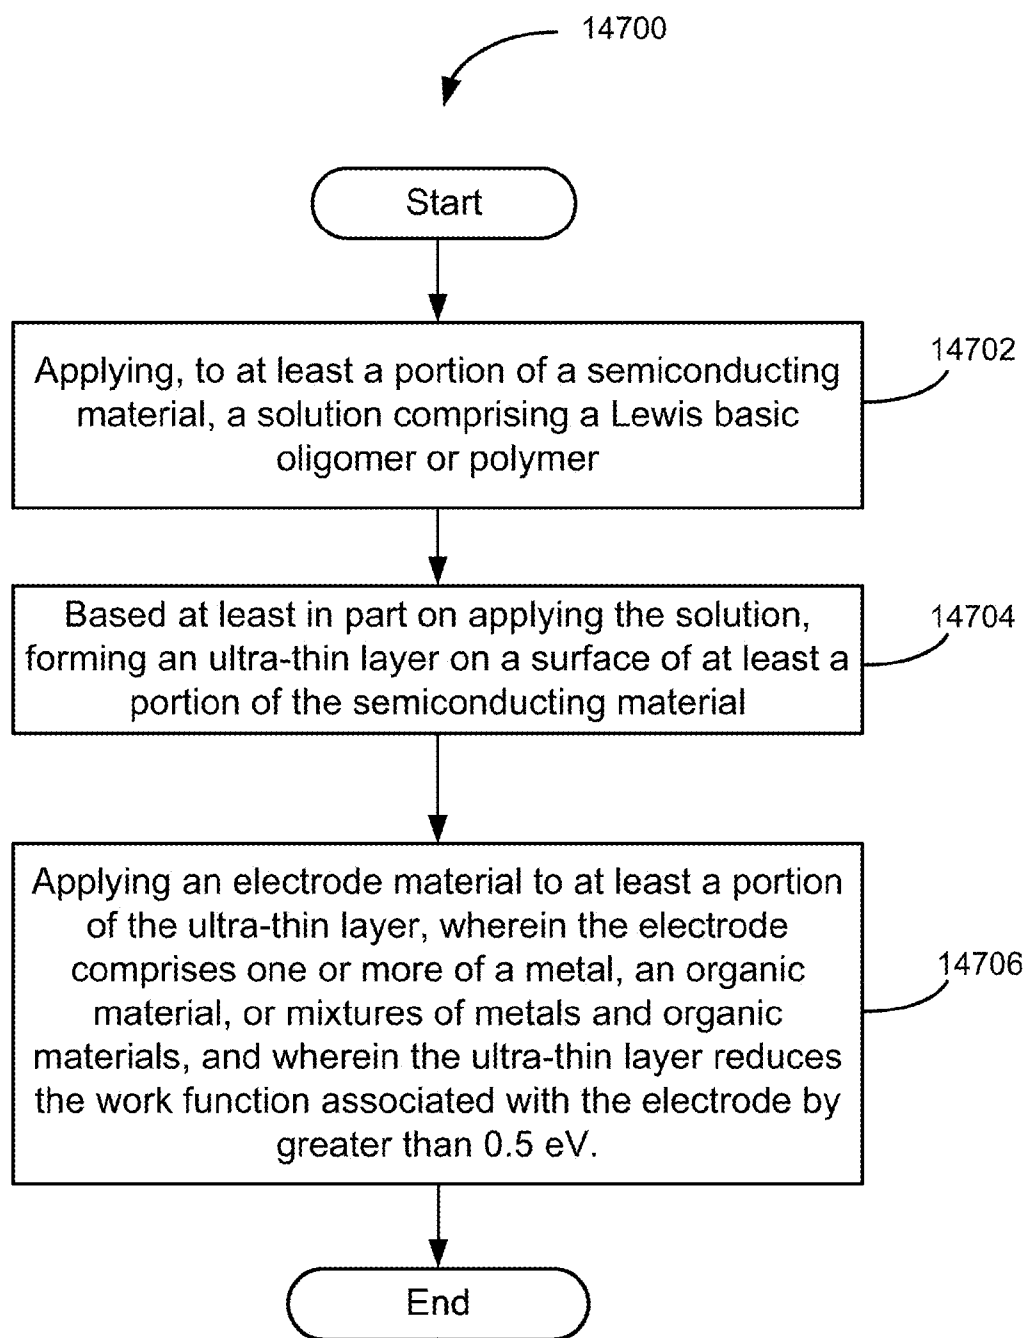 14700
Start
14702
Applying, to at least a portion of a semiconducting
material, a solution comprising a Lewis basic
oligomer or polymer
14704
Based at least in part on applying the solution,
forming an ultra-thin layer on a surface of at least a
portion of the semiconducting material
14706
Applying an electrode material to at least a portion
of the ultra-thin layer, wherein the electrode
comprises one or more of a metal, an organic
material, or mixtures of metals and organic
materials, and wherein the ultra-thin layer reduces
the work function associated with the electrode by
greater than 0.5 eV.
End